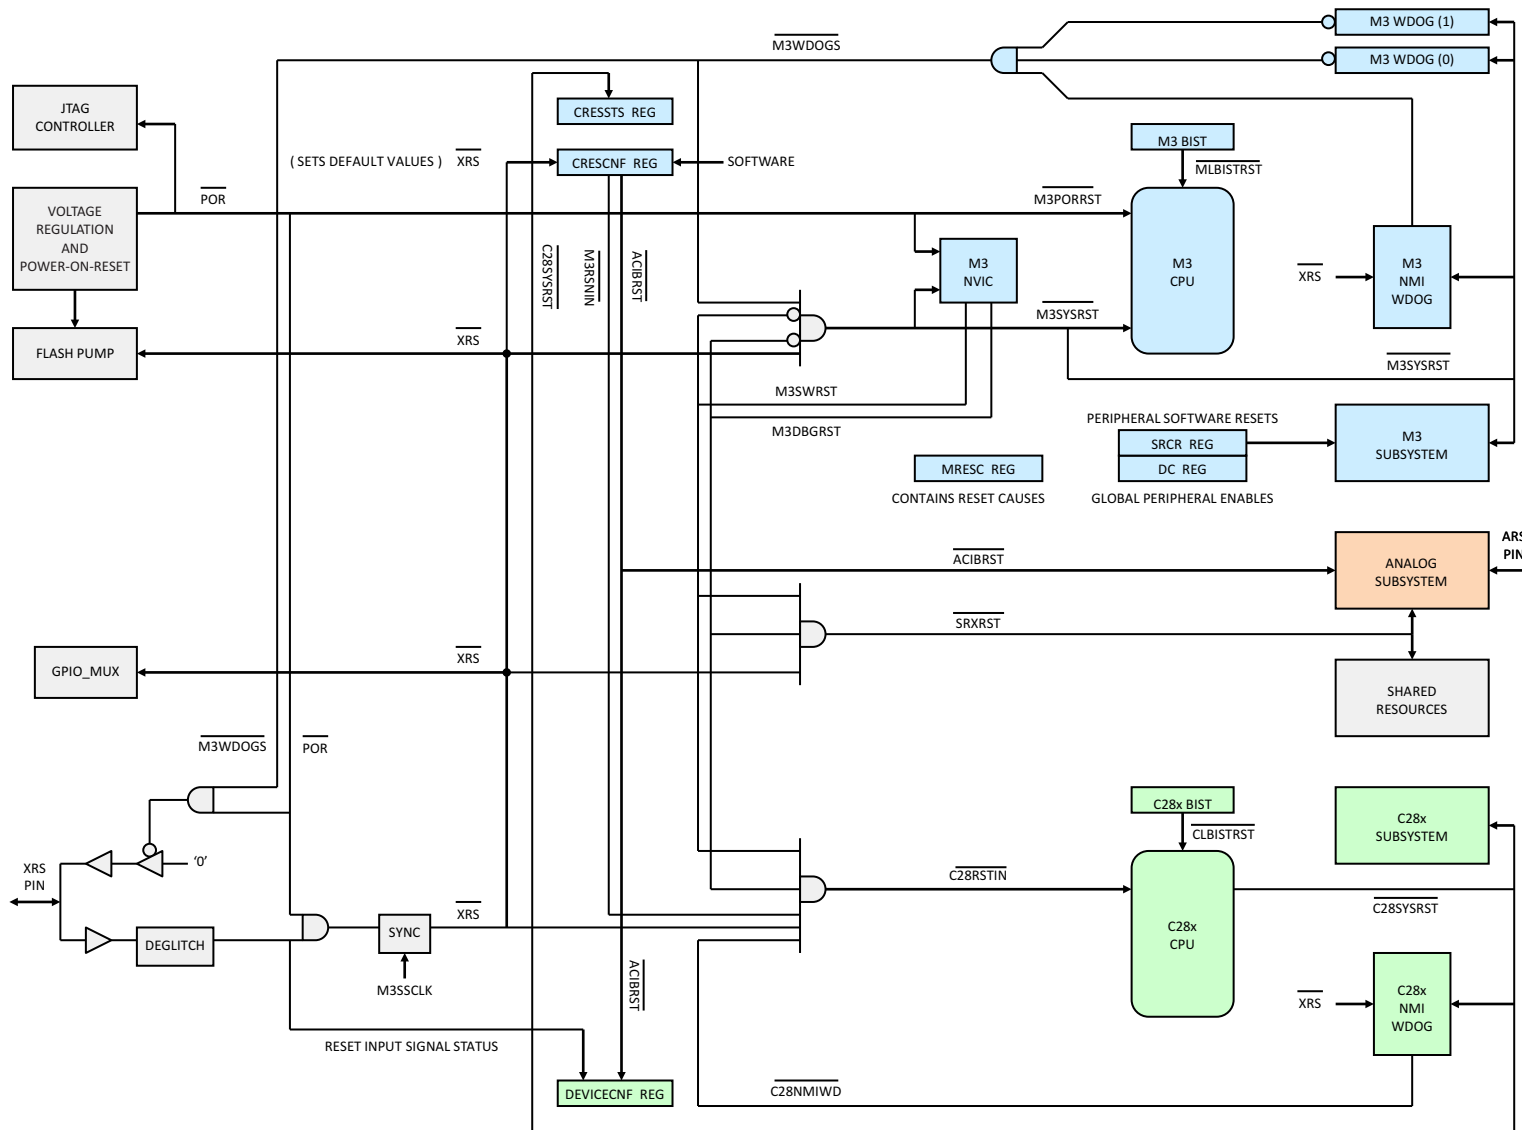 M3 WDOG (1)
M3WDOGS
M3 WDOG (0)
JTAG
CONTROLLER
CRESSTS REG
M3 BIST
( SETS DEFAULT VALUES )
XRS
CRESCNF REG
SOFTWARE
MLBISTRST
POR
M3PORRST
VOLTAGE
REGULATION
AND
POWER-ON-RESET
C28SYSRST
M3RSNIN
ACIBRST
M3
NVIC
M3
CPU
XRS
M3
NMI
WDOG
M3SYSRST
FLASH PUMP
XRS
M3SYSRST
M3SWRST
M3DBGRST
PERIPHERAL SOFTWARE RESETS
SRCR REG
DC REG
GLOBAL PERIPHERAL ENABLES
M3
SUBSYSTEM
MRESC REG
CONTAINS RESET CAUSES
ACIBRST
ANALOG
SUBSYSTEM
ARS
PIN
SRXRST
GPIO_MUX
XRS
SHARED
RESOURCES
M3WDOGS
POR
C28x BIST
CLBISTRST
C28x
SUBSYSTEM
‘0’
XRS
PIN
C28RSTIN
C28x
CPU
C28SYSRST
DEGLITCH
SYNC
XRS
M3SSCLK
ACIBRST
XRS
C28x
NMI
WDOG
RESET INPUT SIGNAL STATUS
DEVICECNF REG
C28NMIWD